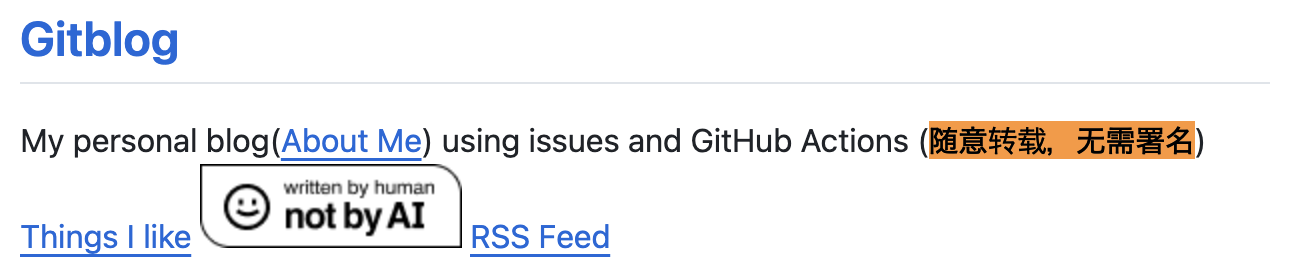 Gitblog
My personal blog(About Me) using issues and GitHub Actions (随意转载，无需署名)
written by human
not by AI
Things I like RSS Feed